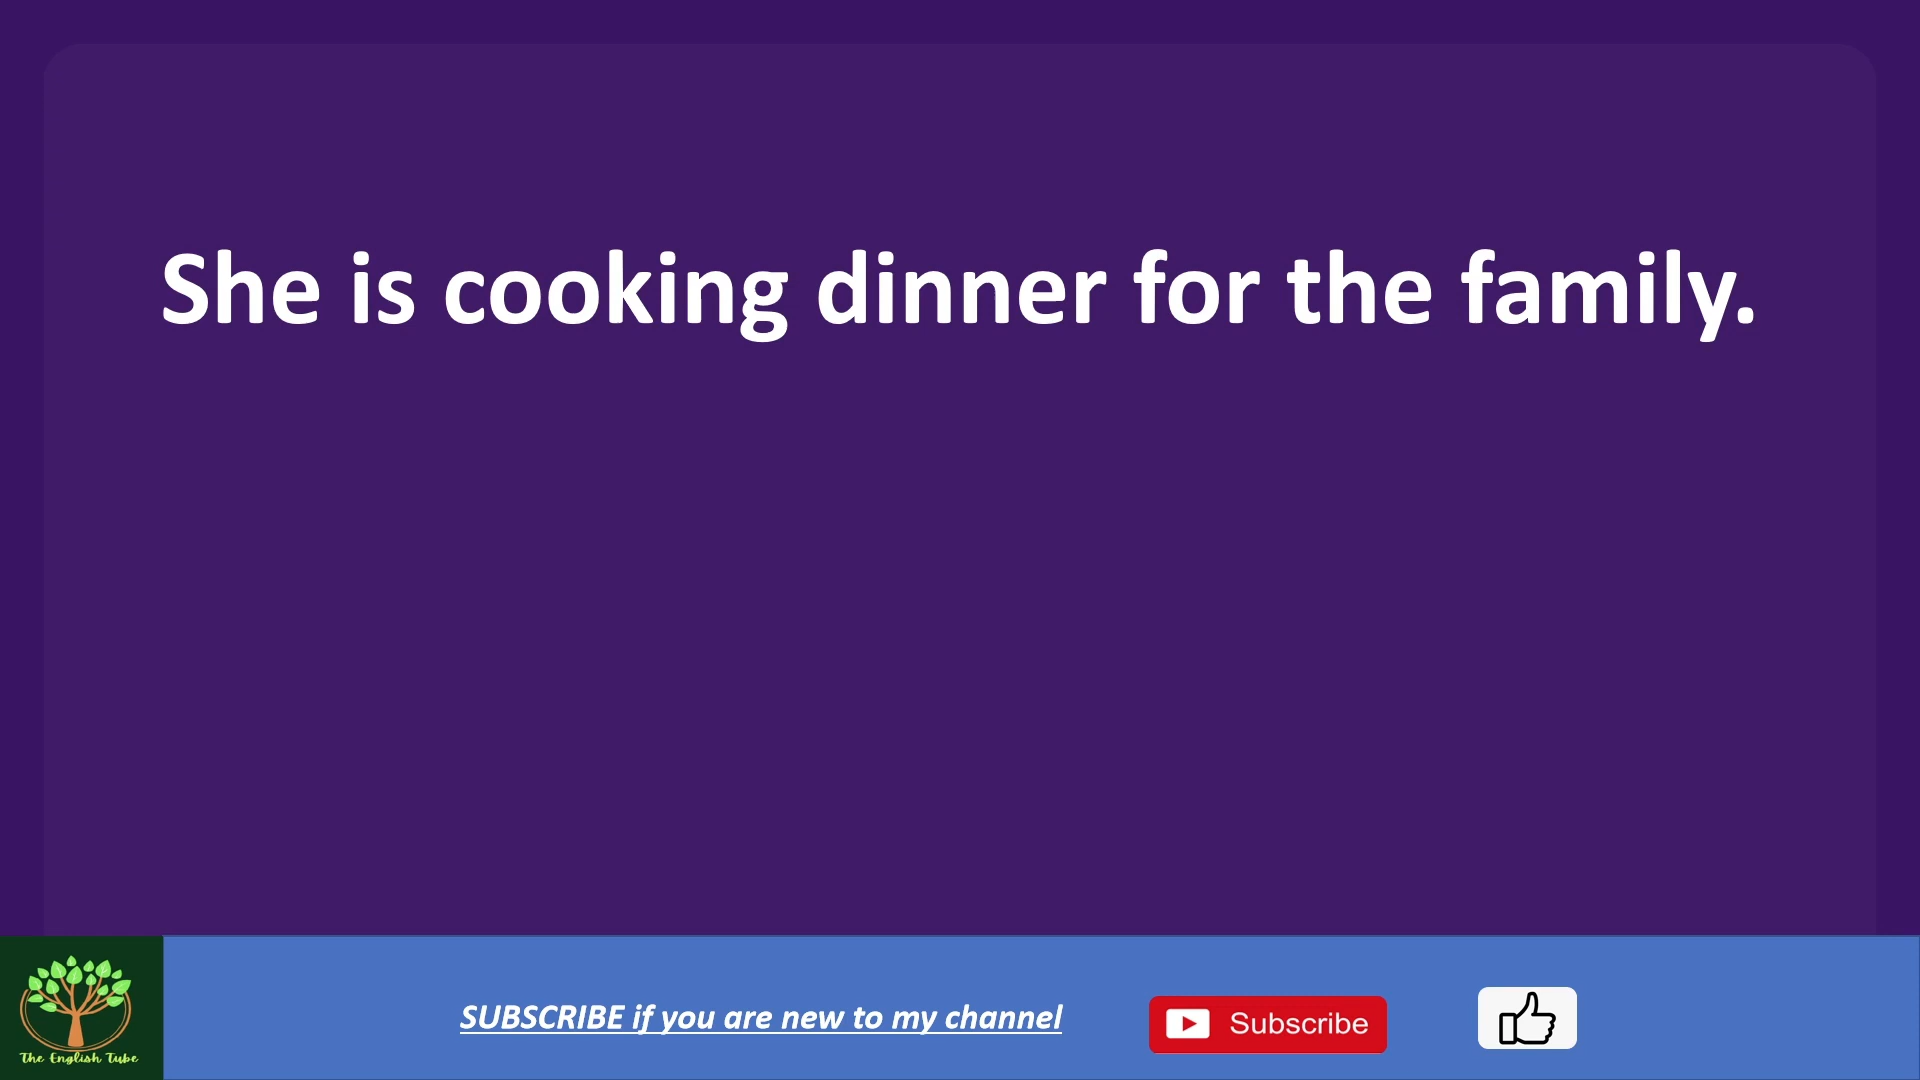 She is cooking dinner for the family.
SUBSCRIBE if you are new to my channel
Subscribe
The English Tube